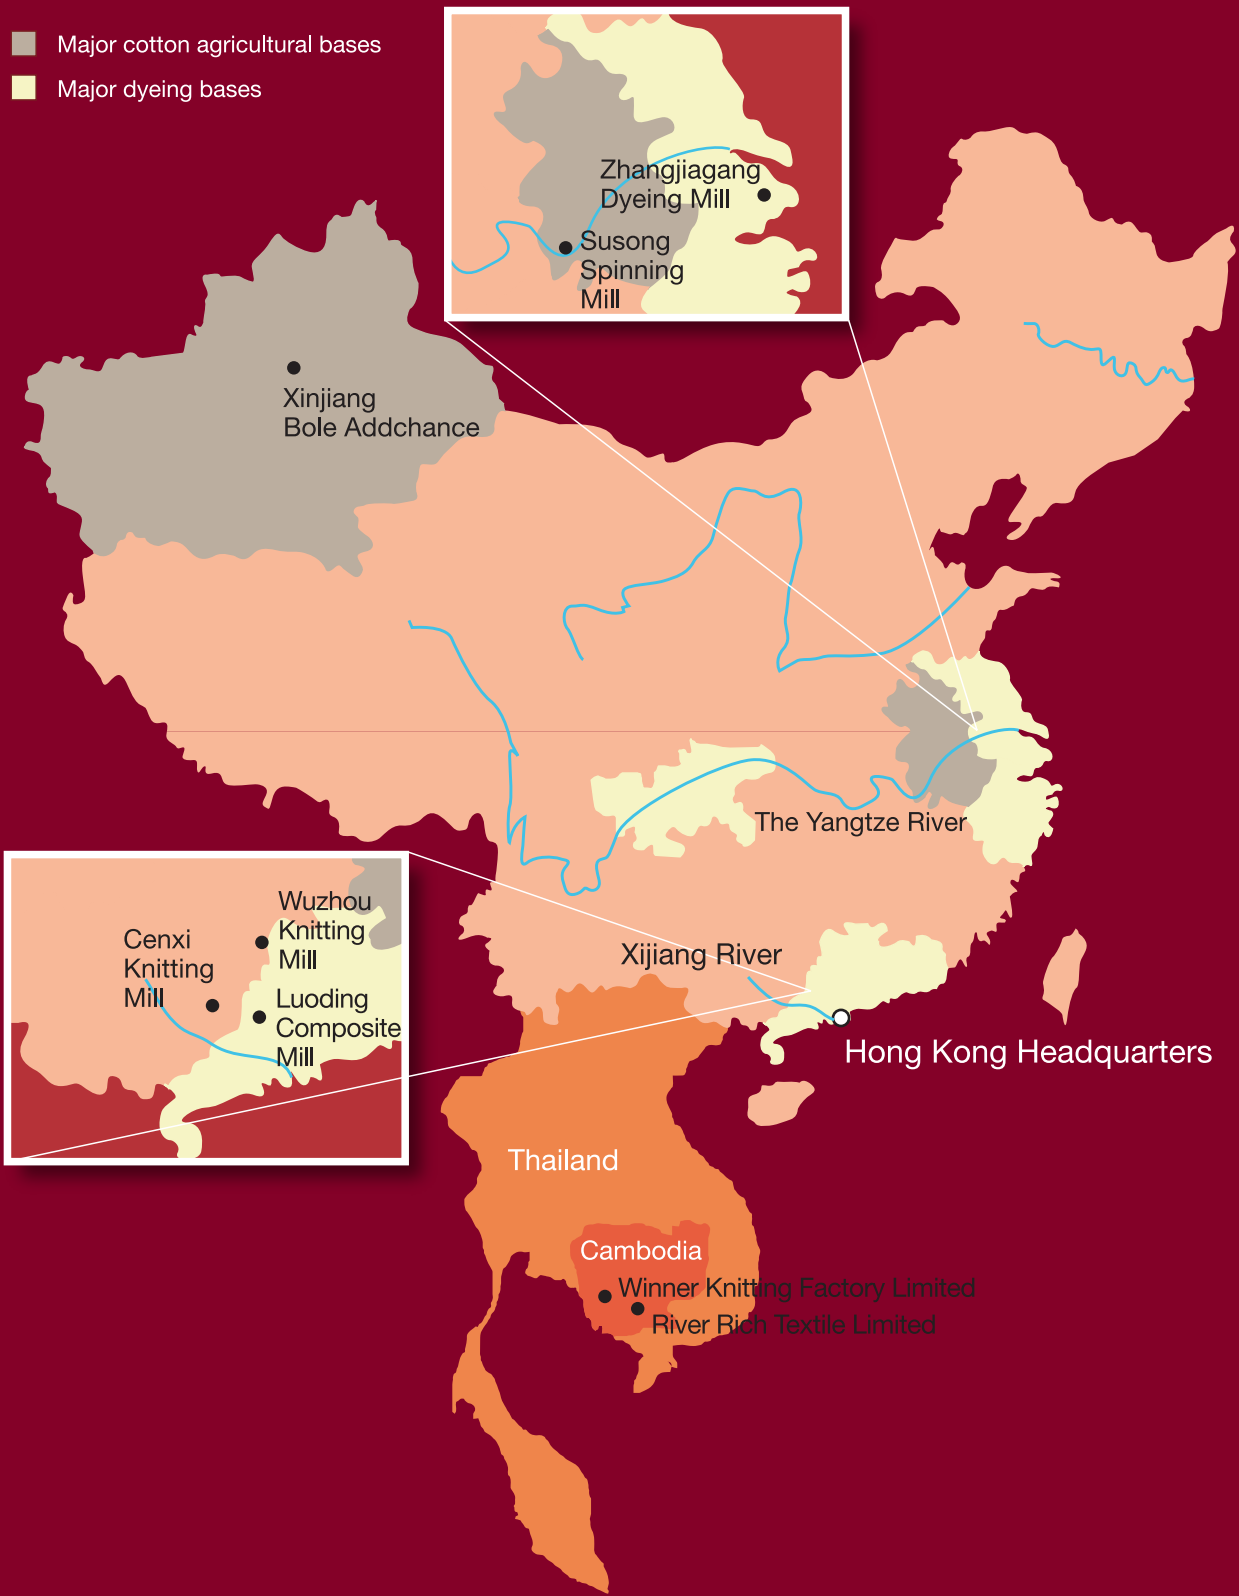 Major cotton agricultural bases
Major dyeing bases
Zhangjiagang
Dyeing Mill
Susong
Spinning
Mill
Xinjiang
Bole Addchance
The Yangtze River
Wuzhou
Knitting
Mill
Cenxi
Knitting
Mill
Luoding
Composite
Mill
Xijiang River
Hong Kong Headquarters
Thailand
Cambodia
Winner Knitting Factory Limited
River Rich Textile Limited